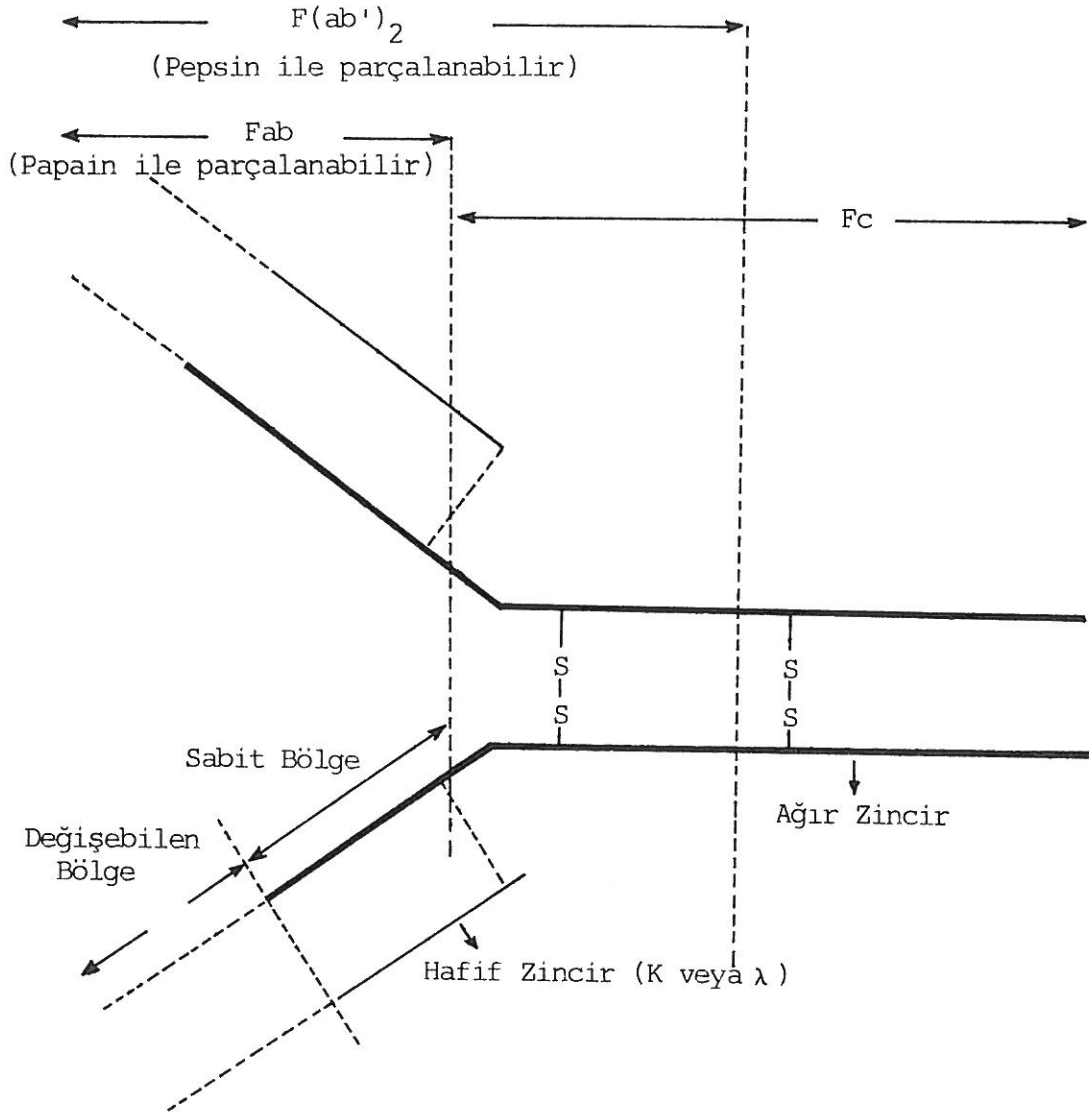 F(ab')2
(Pepsin ile parçalanabilir)
Fab
(Papain ile parçalanabilir)
Fc
S
S
S
S
Sabit Bölge
Ağır Zincir
Değişebilen
Bölge
Hafif Zincir (K veya λ)